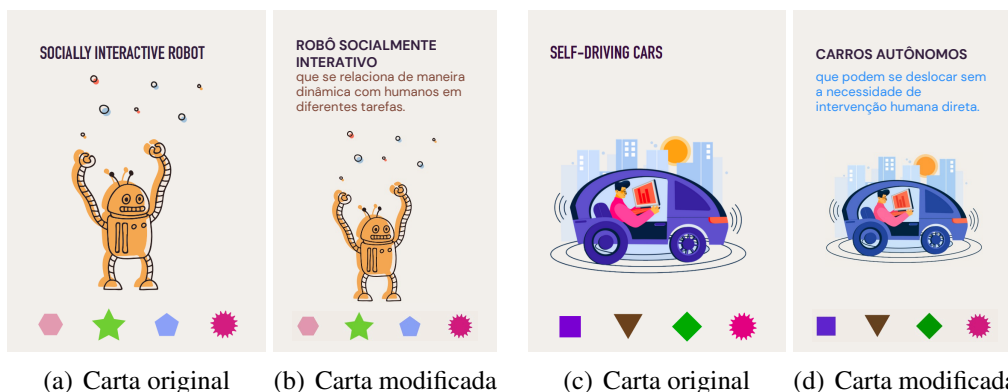 SOCIALLY INTERACTIVE ROBOT
ROBÔ SOCIALMENTE
INTERATIVO
que se relaciona de maneira
dinâmica com humanos em
diferentes tarefas.
SELF-DRIVING CARS
CARROS AUTÔNOMOS
que podem se deslocar sem
a necessidade de
intervenção humana direta.
(a) Carta original
(b) Carta modificada
(c) Carta original
(d) Carta modificad